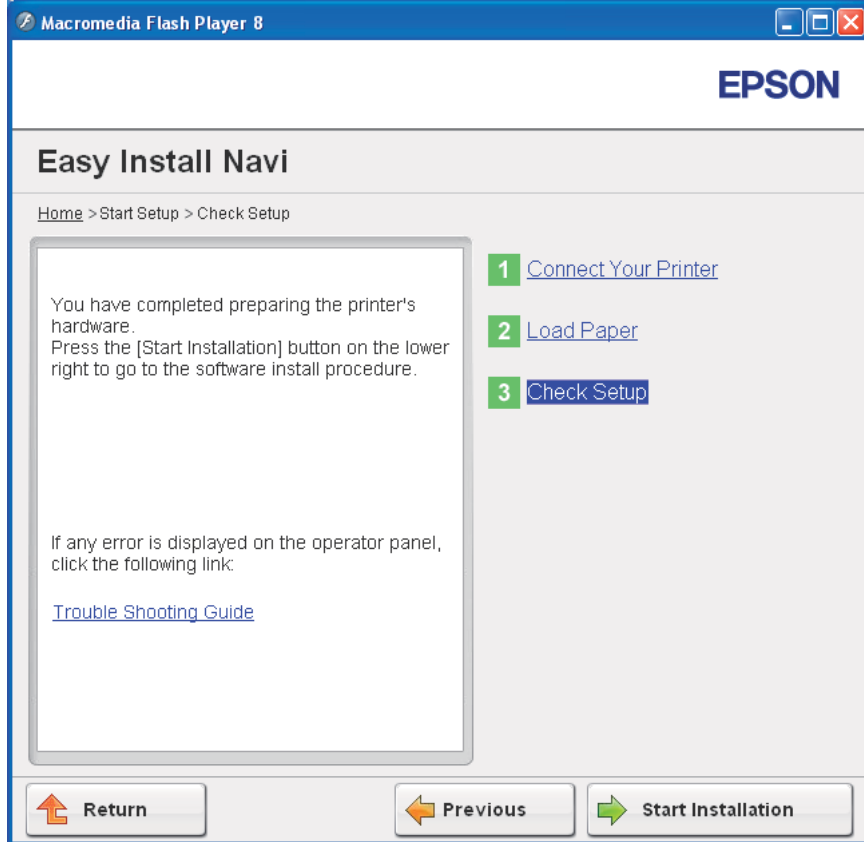 Macromedia Flash Player 8
EPSON
Easy Install Navi
Home > Start Setup > Check Setup
You have completed preparing the printer's
hardware.
Press the [Start Installation] button on the lower
right to go to the software install procedure.
If any error is displayed on the operator panel,
click the following link:
Trouble Shooting Guide
1 Connect Your Printer
2 Load Paper
3 Check Setup
Return
Previous
Start Installation